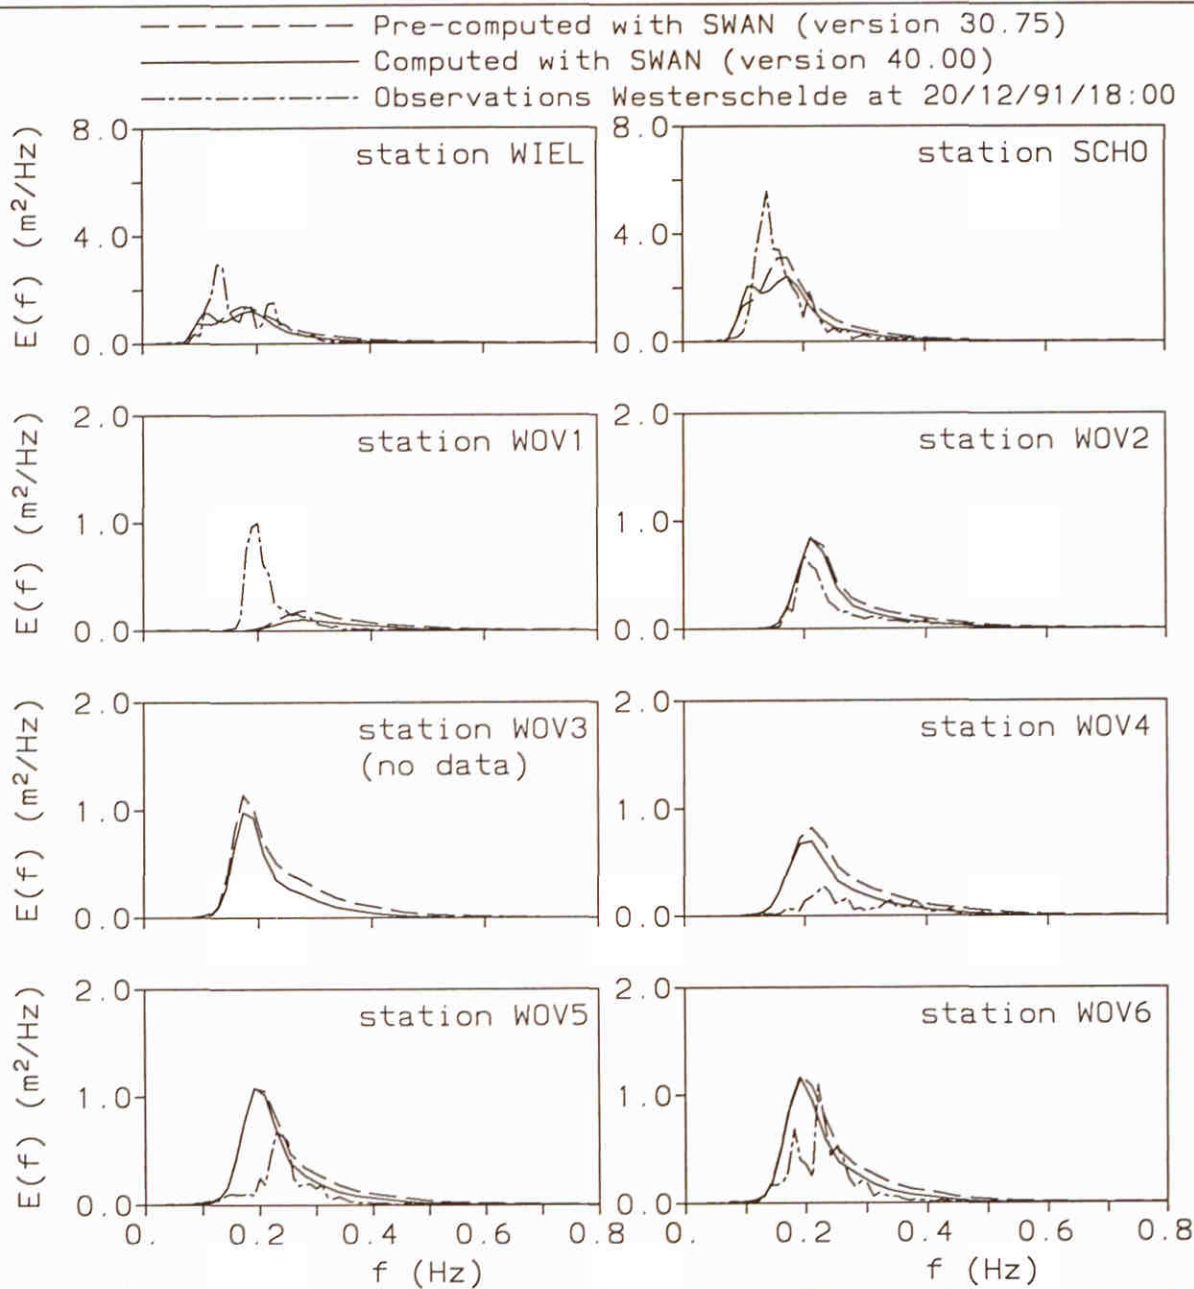 Pre-computed with SWAN (version 30.75)
Computed with SWAN (version 40.00)
Observations Westerschelde at 20/12/91/18:00
E(f) (m²/Hz)
8.0
4.0
0.0
station WIEL
8.0
4.0
0.0
station SCHO
E(f) (m²/Hz)
2.0
1.0
0.0
station WOV1
2.0
1.0
0.0
station WOV2
E(f) (m²/Hz)
2.0
1.0
0.0
station WOV3
(no data)
2.0
1.0
0.0
station WOV4
E(f) (m²/Hz)
2.0
1.0
0.0
station WOV5
2.0
1.0
0.0
station WOV6
0. 0.2 0.4 0.6 0.8
f (Hz)
0. 0.2 0.4 0.6 0.8
f (Hz)